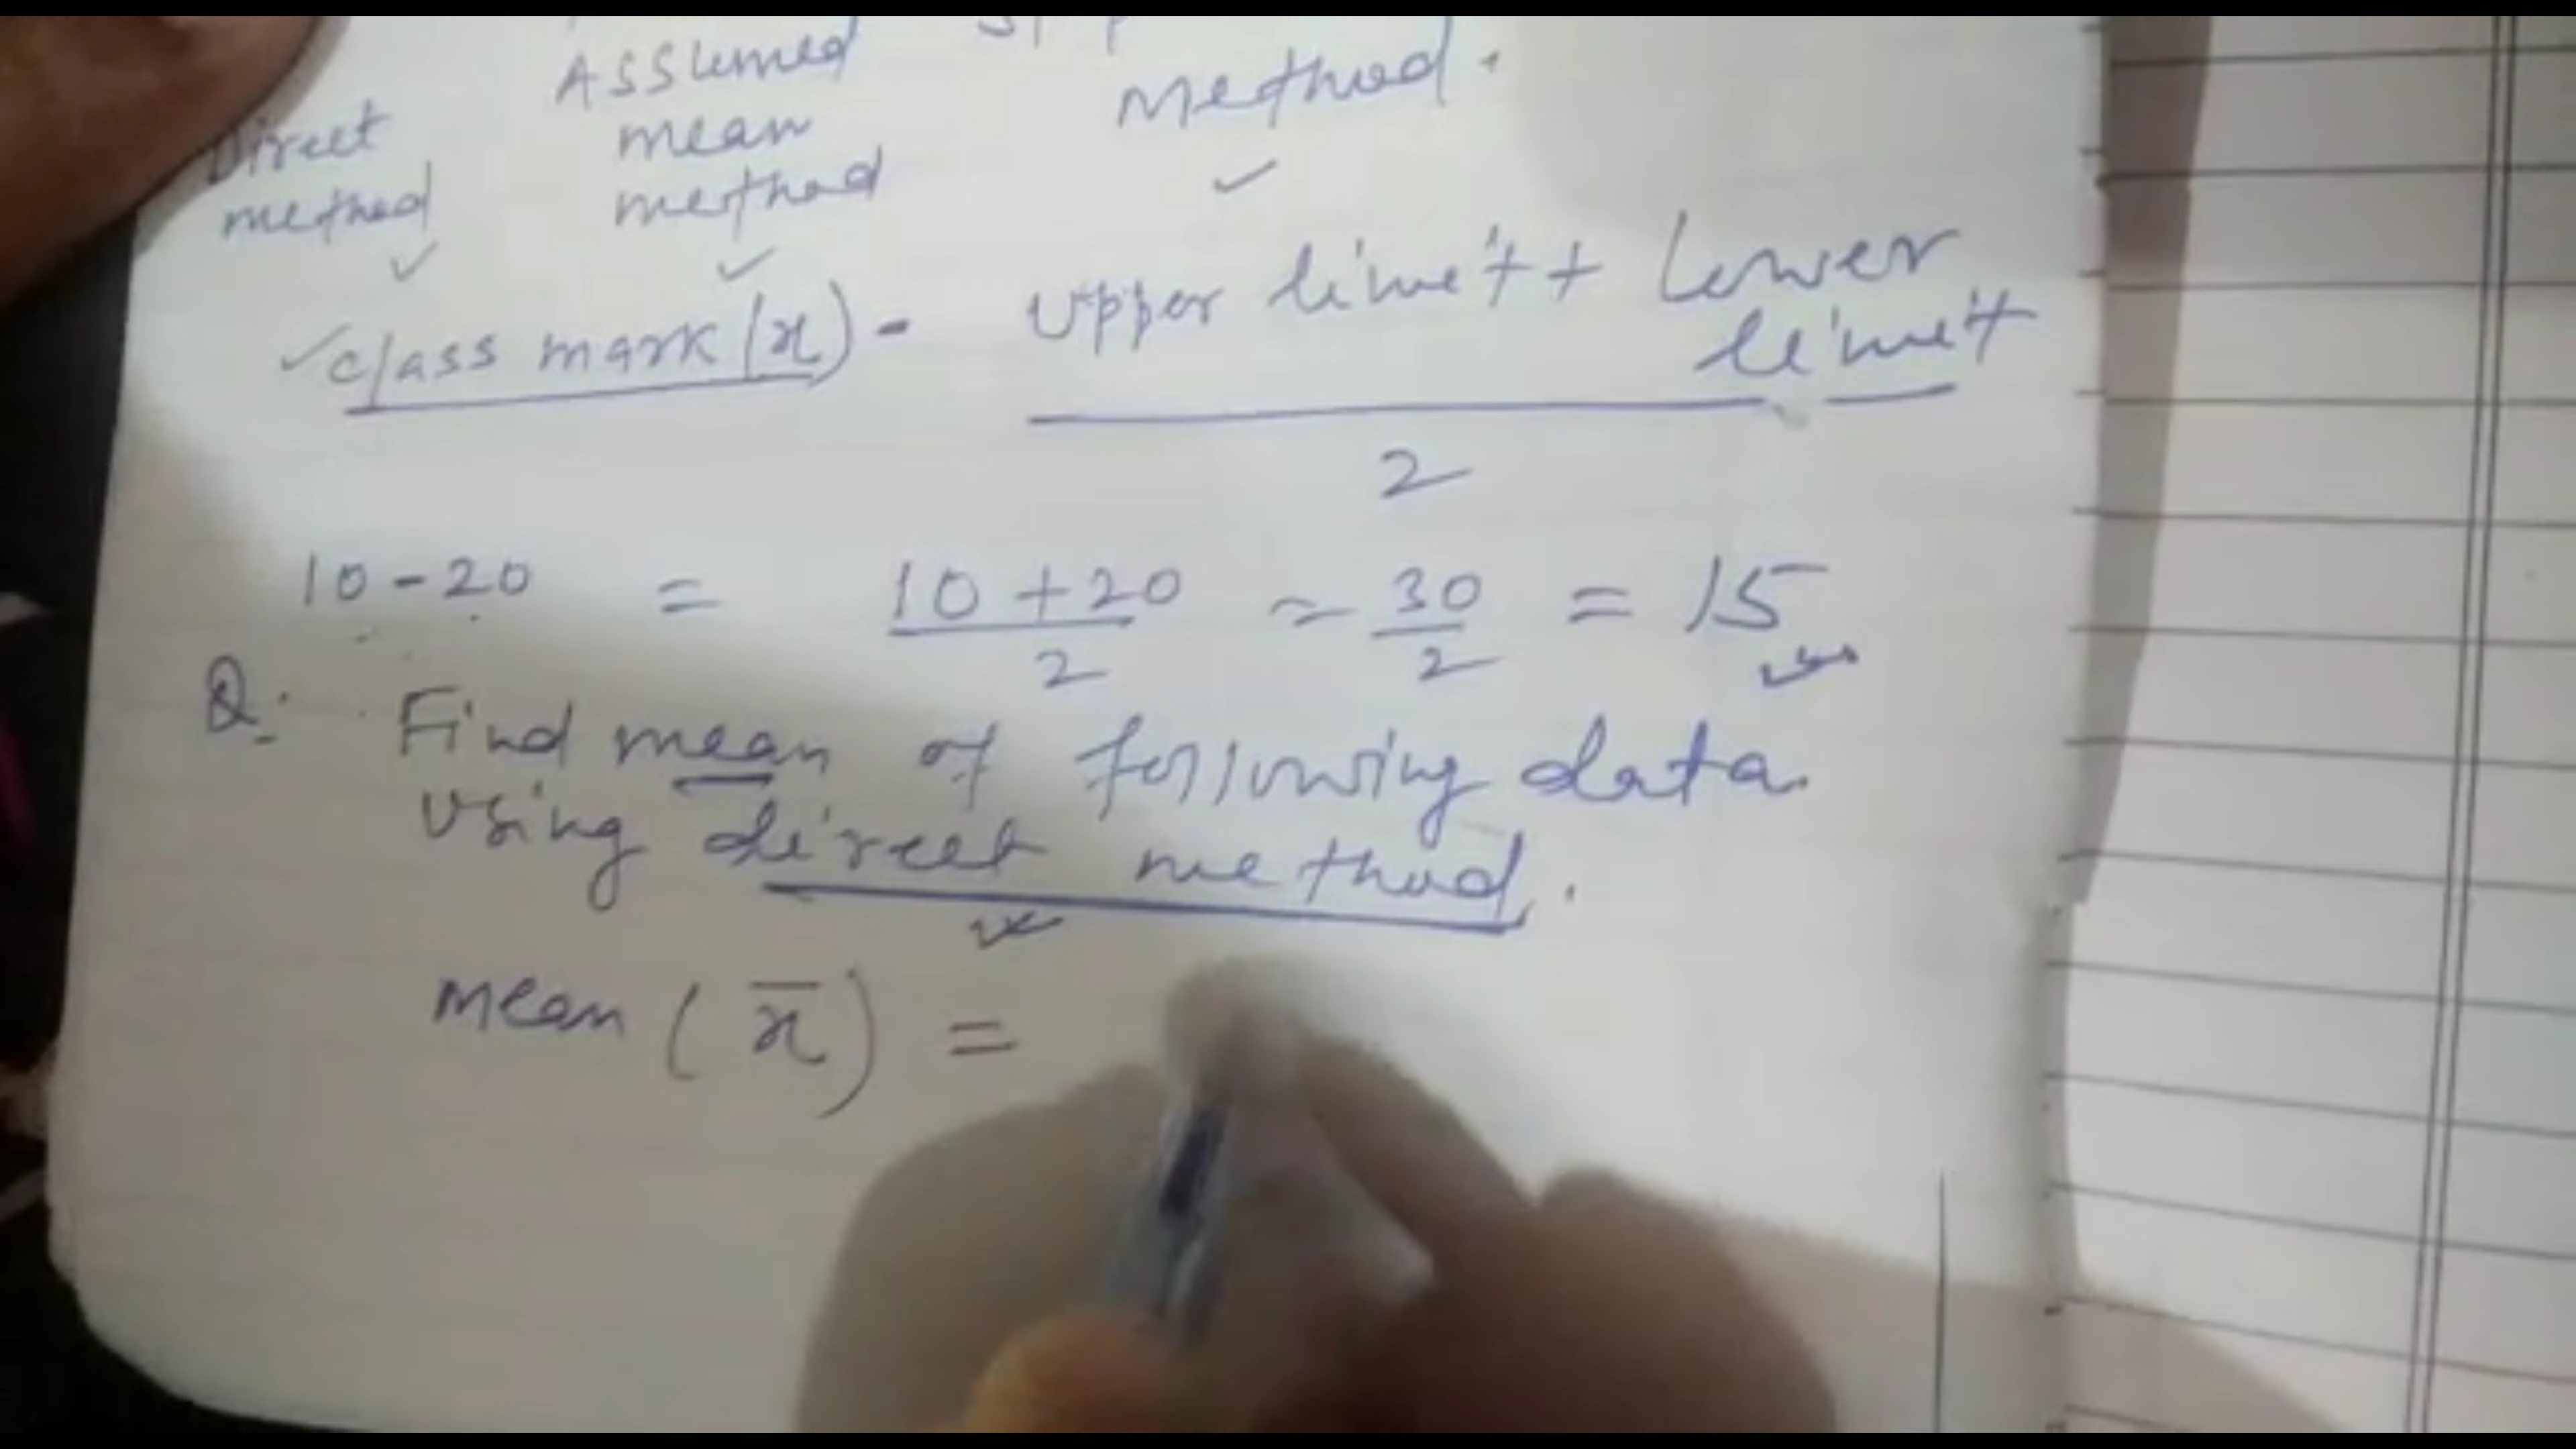 Assumed
Direct mean Method.
method method
class mark (x) - Upper limit + Lower
limit
2
10-20 = 10 + 20 = 30 = 15
2 2
Q. Find mean of following data
using direct method.
mean ( x̄ ) =